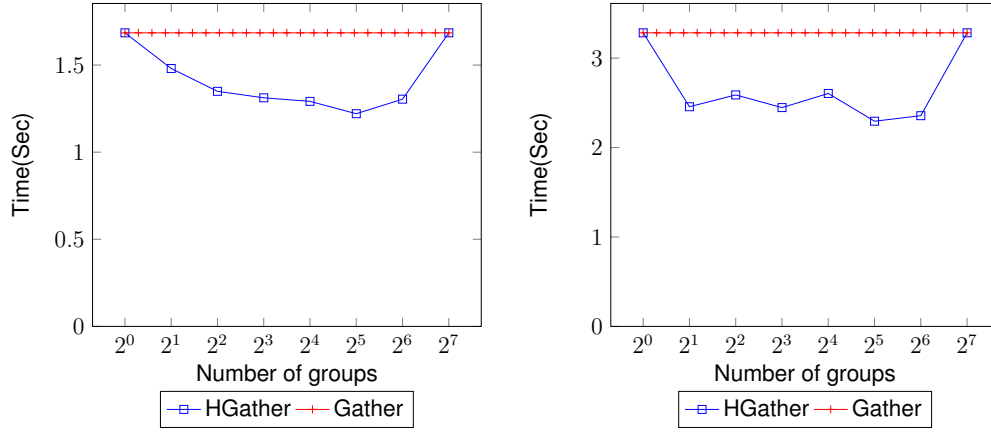 Time(Sec)
1.5
1
0.5
0
2^0 2^1 2^2 2^3 2^4 2^5 2^6 2^7
Number of groups
HGather Gather
Time(Sec)
3
2
1
0
2^0 2^1 2^2 2^3 2^4 2^5 2^6 2^7
Number of groups
HGather Gather